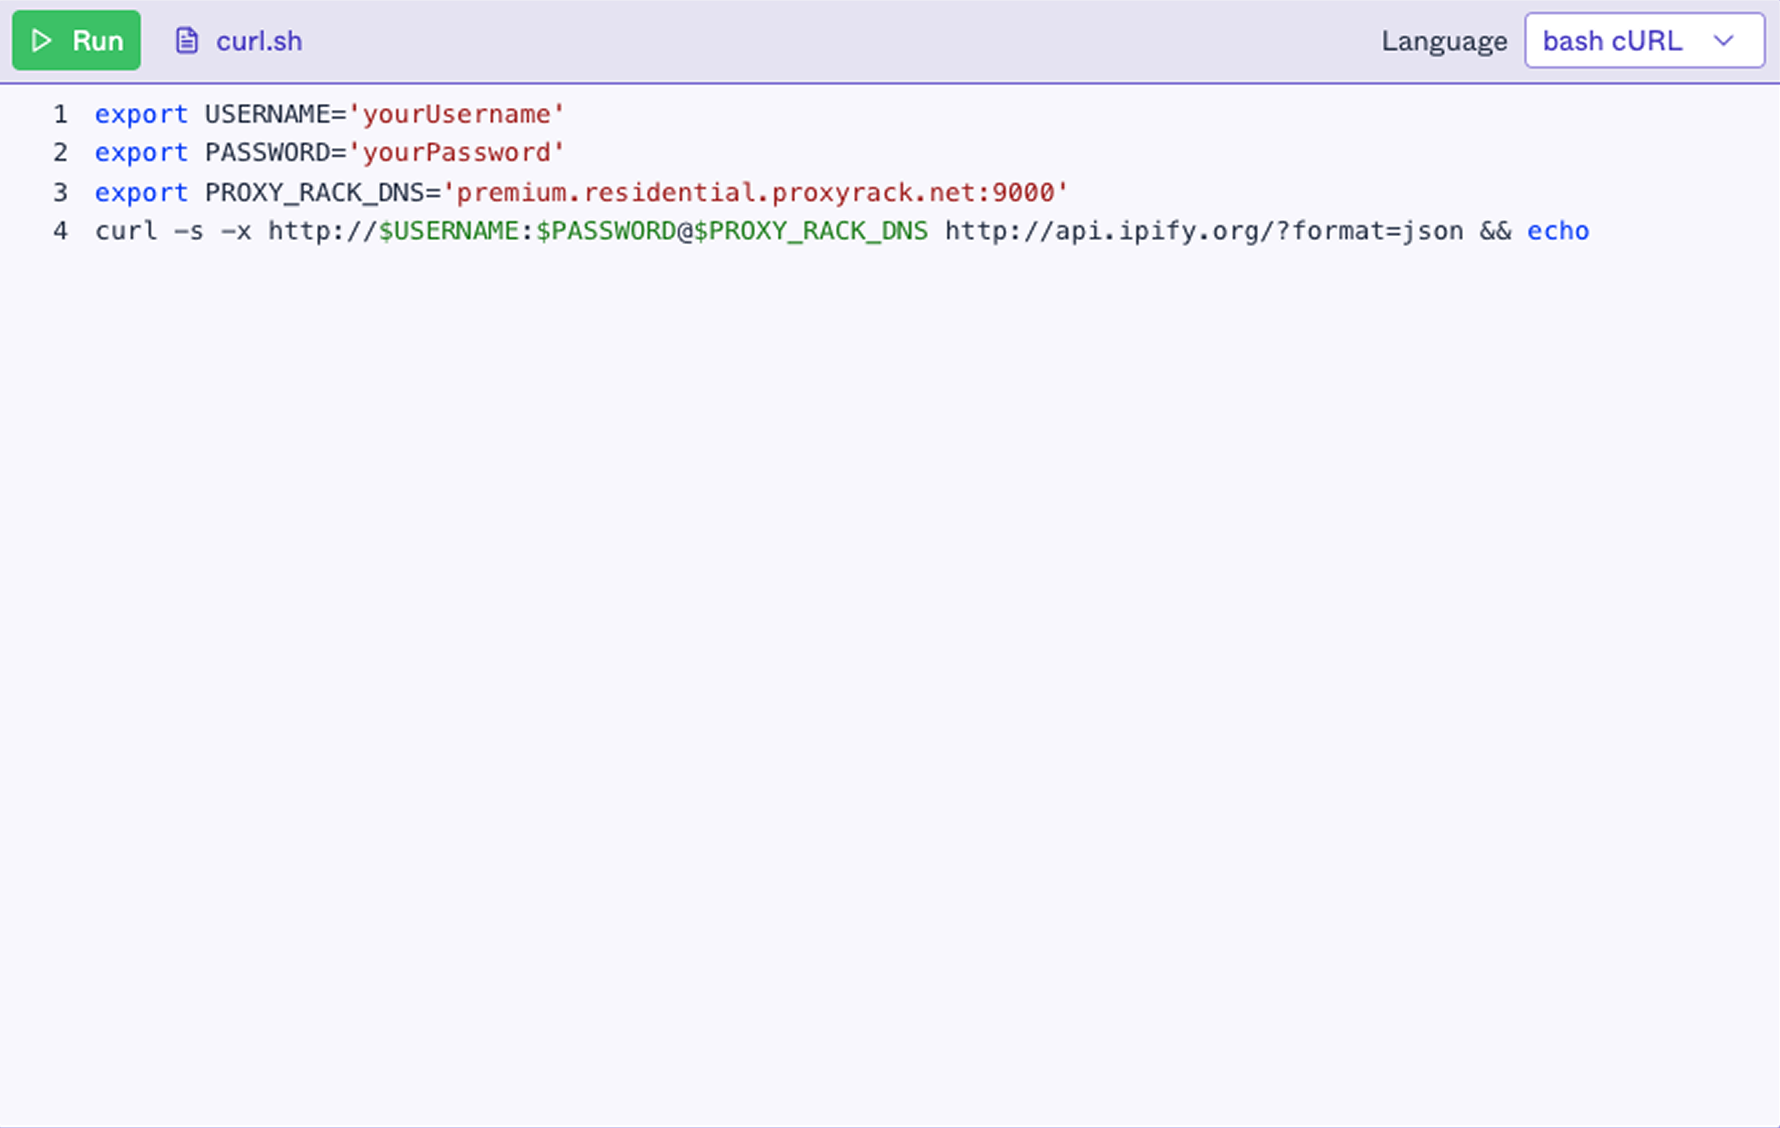 Run curl.sh Language bash cURL
1 export USERNAME='yourUsername'
2 export PASSWORD='yourPassword'
3 export PROXY_RACK_DNS='premium.residential.proxyrack.net:9000'
4 curl -s -x http://$USERNAME:$PASSWORD@$PROXY_RACK_DNS http://api.ipify.org/?format=json && echo